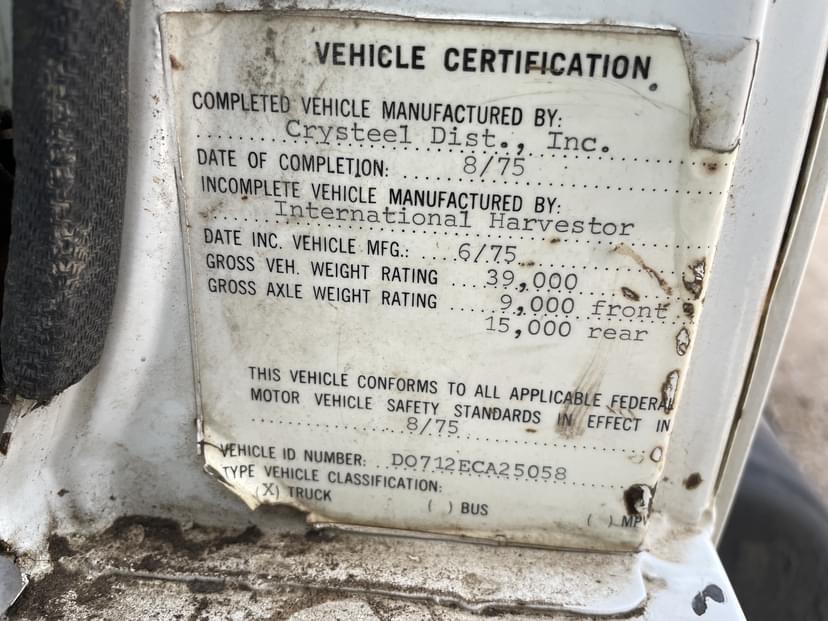 VEHICLE CERTIFICATION
COMPLETED VEHICLE MANUFACTURED BY:
Crysteel Dist., Inc.
DATE OF COMPLETION: 8/75
INCOMPLETE VEHICLE MANUFACTURED BY:
International Harvestor
DATE INC. VEHICLE MFG.: 6/75
GROSS VEH. WEIGHT RATING 39,000
GROSS AXLE WEIGHT RATING 9,000 front
15,000 rear
THIS VEHICLE CONFORMS TO ALL APPLICABLE FEDERAL
MOTOR VEHICLE SAFETY STANDARDS IN EFFECT IN
8/75
VEHICLE ID NUMBER: D0712ECA25058
TYPE VEHICLE CLASSIFICATION:
(X) TRUCK ( ) BUS ( ) MPV